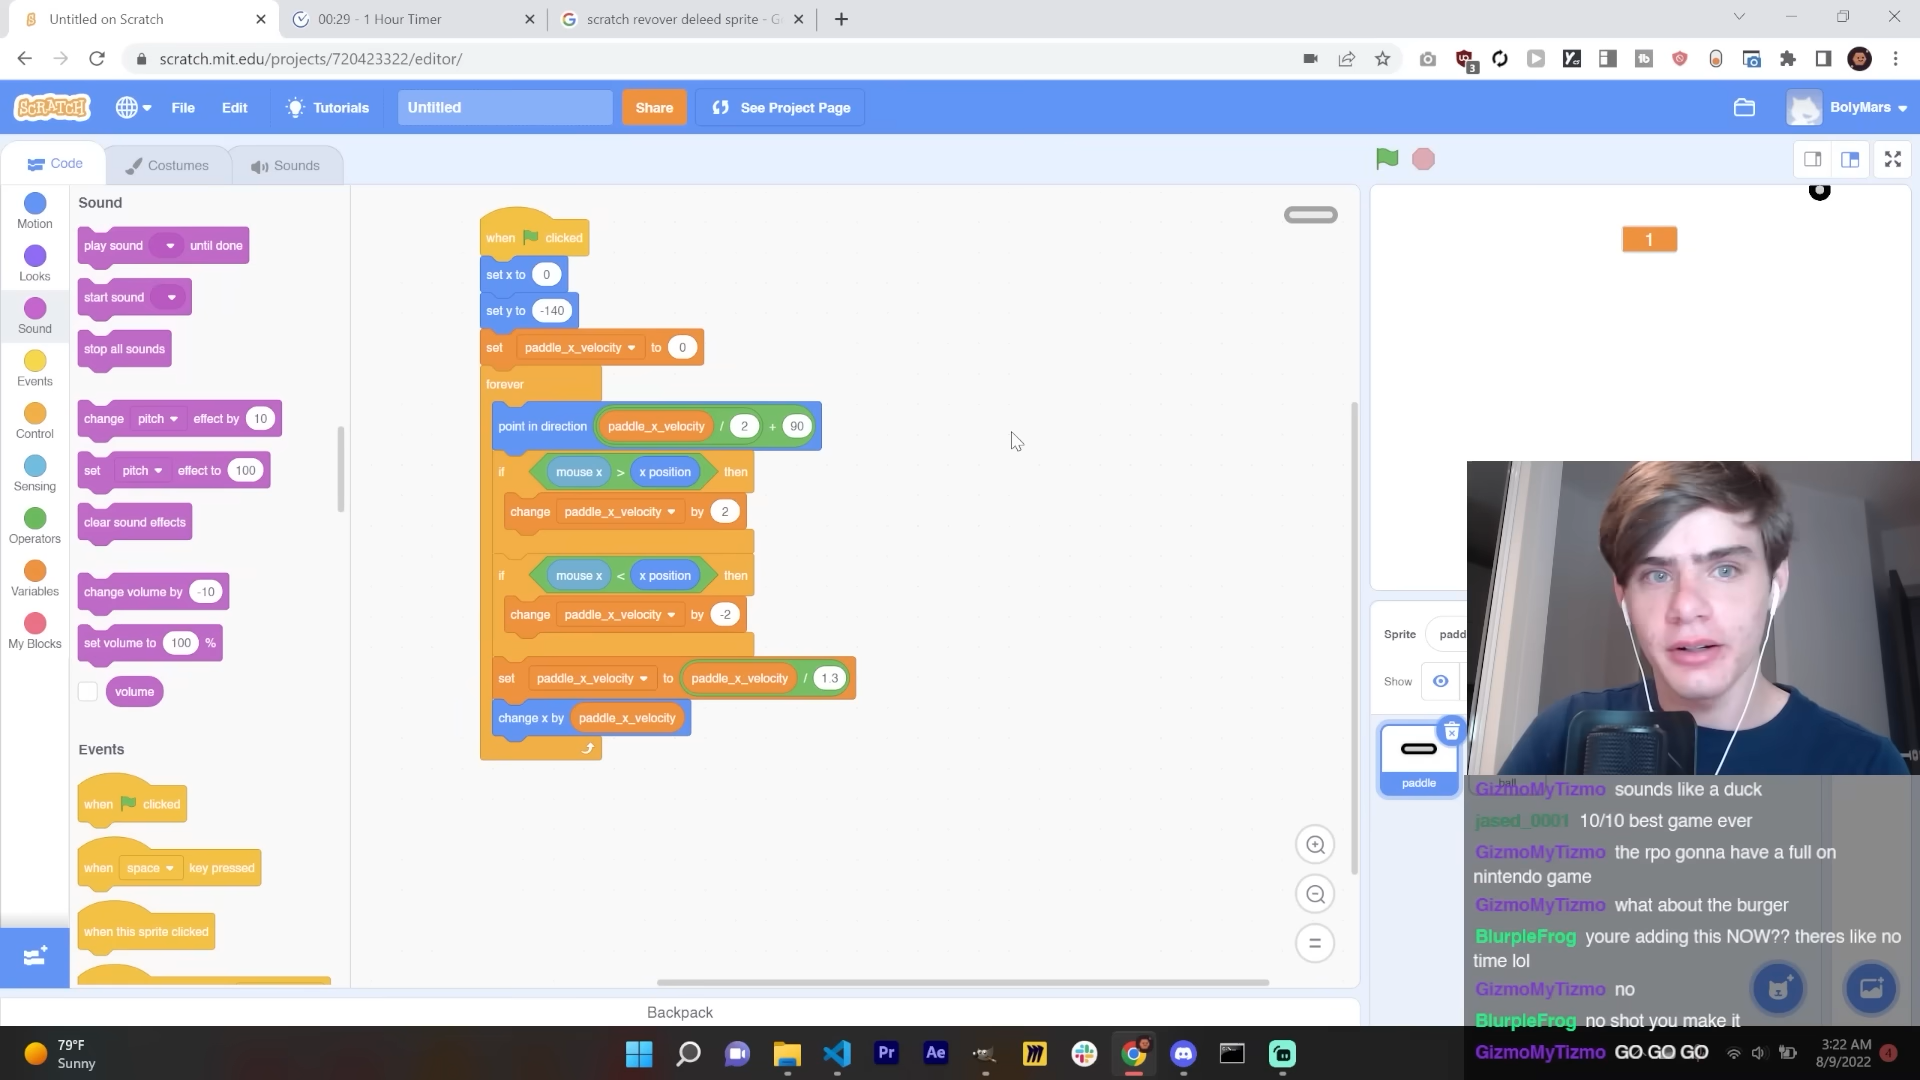 Untitled on Scratch
00:29 - 1 Hour Timer
scratch revover deleed sprite - G
scratch.mit.edu/projects/720423322/editor/
3
SCRATCH
File
Edit
Tutorials
Untitled
Share
See Project Page
BolyMars
Code
Costumes
Sounds
Motion
Looks
Sound
Events
Control
Sensing
Operators
Variables
My Blocks
Sound
play sound until done
start sound
stop all sounds
change pitch effect by 10
set pitch effect to 100
clear sound effects
change volume by -10
set volume to 100 %
volume
Events
when clicked
when space key pressed
when this sprite clicked
when clicked
set x to 0
set y to -140
set paddle_x_velocity to 0
forever
point in direction paddle_x_velocity / 2 + 90
if mouse x > x position then
change paddle_x_velocity by 2
if mouse x < x position then
change paddle_x_velocity by -2
set paddle_x_velocity to paddle_x_velocity / 1.3
change x by paddle_x_velocity
1
Sprite padd
Show
paddle
ball
GizmoMyTizmo sounds like a duck
jased_0001 10/10 best game ever
GizmoMyTizmo the rpo gonna have a full on
nintendo game
GizmoMyTizmo what about the burger
BlurpleFrog youre adding this NOW?? theres like no
time lol
GizmoMyTizmo no
BlurpleFrog no shot you make it
GizmoMyTizmo GO GO GO
Backpack
79°F
Sunny
Pr
Ae
3:22 AM
8/9/2022
4